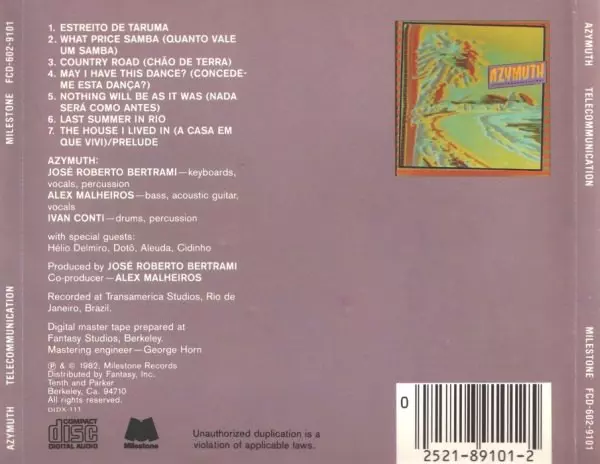 MILESTONE FCD-602-9101
AZYMUTH TELECOMMUNICATION
1. ESTREITO DE TARUMA
2. WHAT PRICE SAMBA (QUANTO VALE
UM SAMBA)
3. COUNTRY ROAD (CHÃO DE TERRA)
4. MAY I HAVE THIS DANCE? (CONCEDE-
ME ESTA DANÇA?)
5. NOTHING WILL BE AS IT WAS (NADA
SERÁ COMO ANTES)
6. LAST SUMMER IN RIO
7. THE HOUSE I LIVED IN (A CASA EM
QUE VIVI)/PRELUDE
AZYMUTH:
JOSÉ ROBERTO BERTRAMI—keyboards,
vocals, percussion
ALEX MALHEIROS—bass, acoustic guitar,
vocals
IVAN CONTI—drums, percussion
with special guests:
Hélio Delmiro, Dotô, Aleuda, Cidinho
Produced by JOSÉ ROBERTO BERTRAMI
Co-producer—ALEX MALHEIROS
Recorded at Transamerica Studios, Rio de
Janeiro, Brazil.
Digital master tape prepared at
Fantasy Studios, Berkeley.
Mastering engineer—George Horn
℗ & © 1982, Milestone Records
Distributed by Fantasy, Inc.
Tenth and Parker
Berkeley, Ca. 94710
All rights reserved.
DIDX-111
COMPACT
disc
DIGITAL AUDIO
Milestone
Unauthorized duplication is a
violation of applicable laws.
AZYMUTH
0
2521-89101-2
AZYMUTH TELECOMMUNICATION
MILESTONE FCD-602-9101